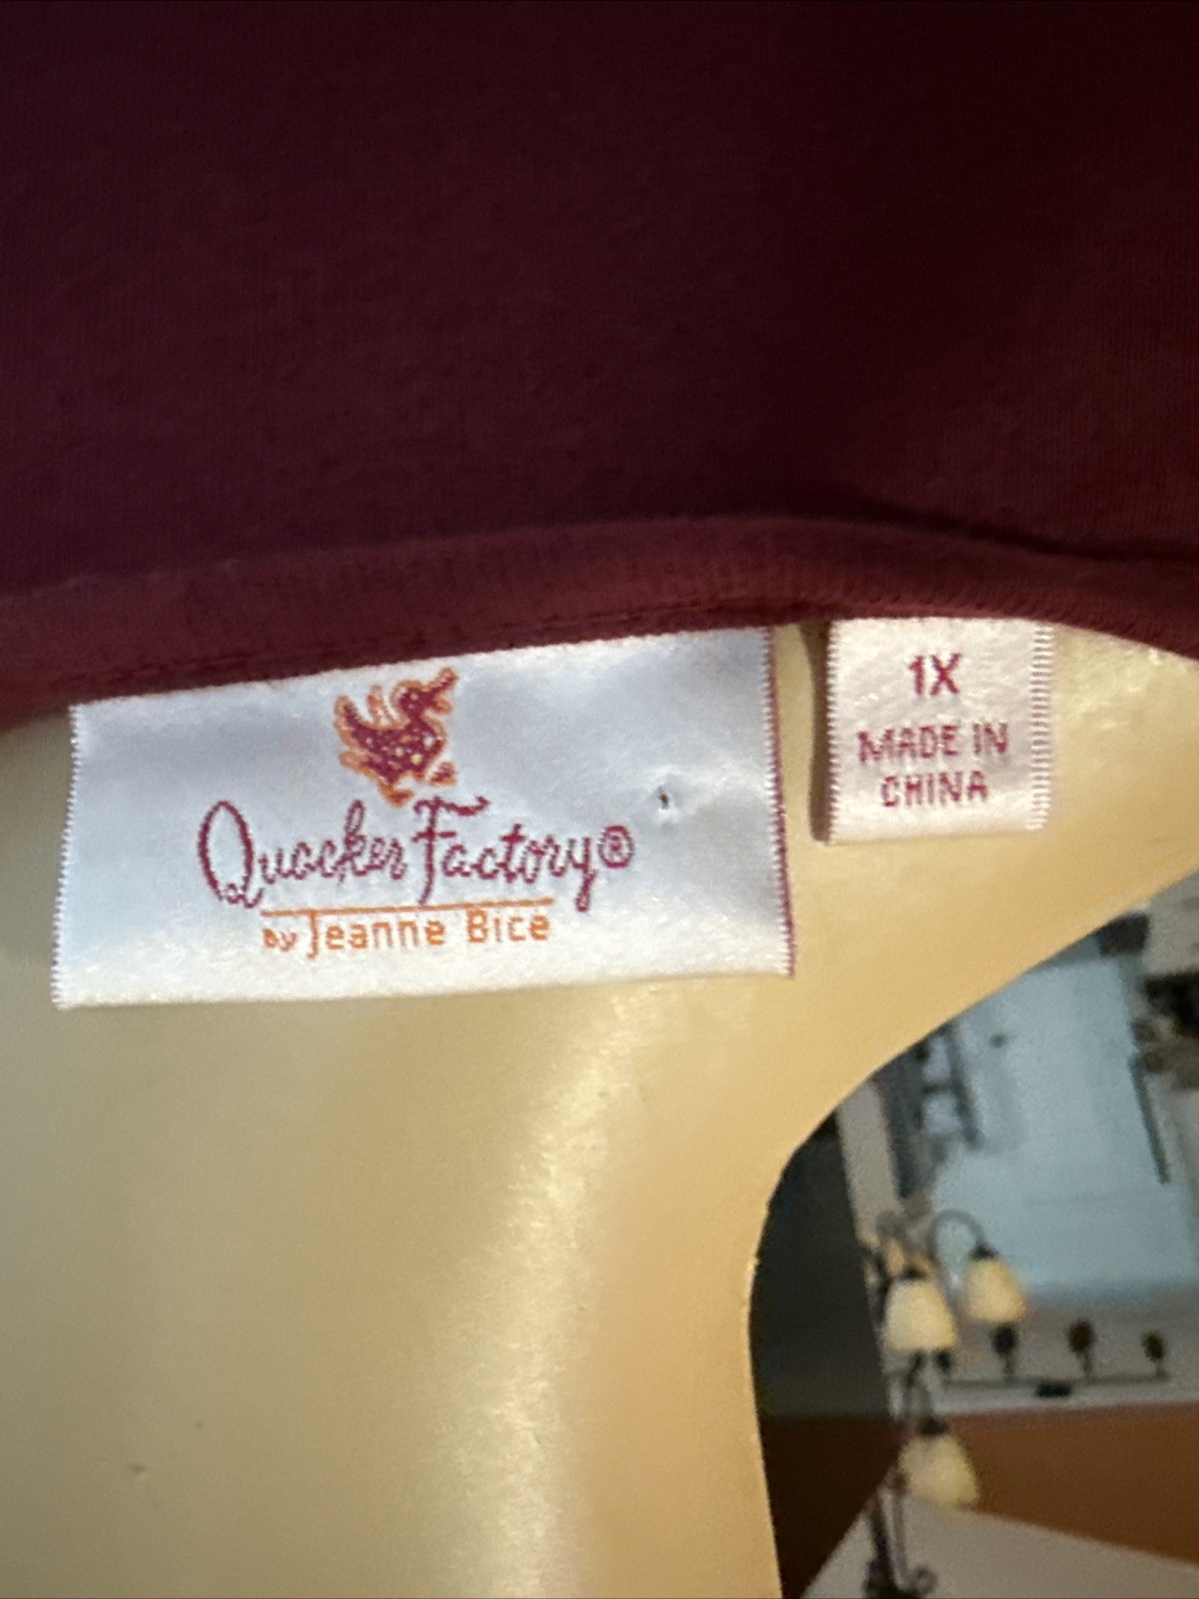 Quacker Factory®
by Jeanne Bice
1X
MADE IN
CHINA